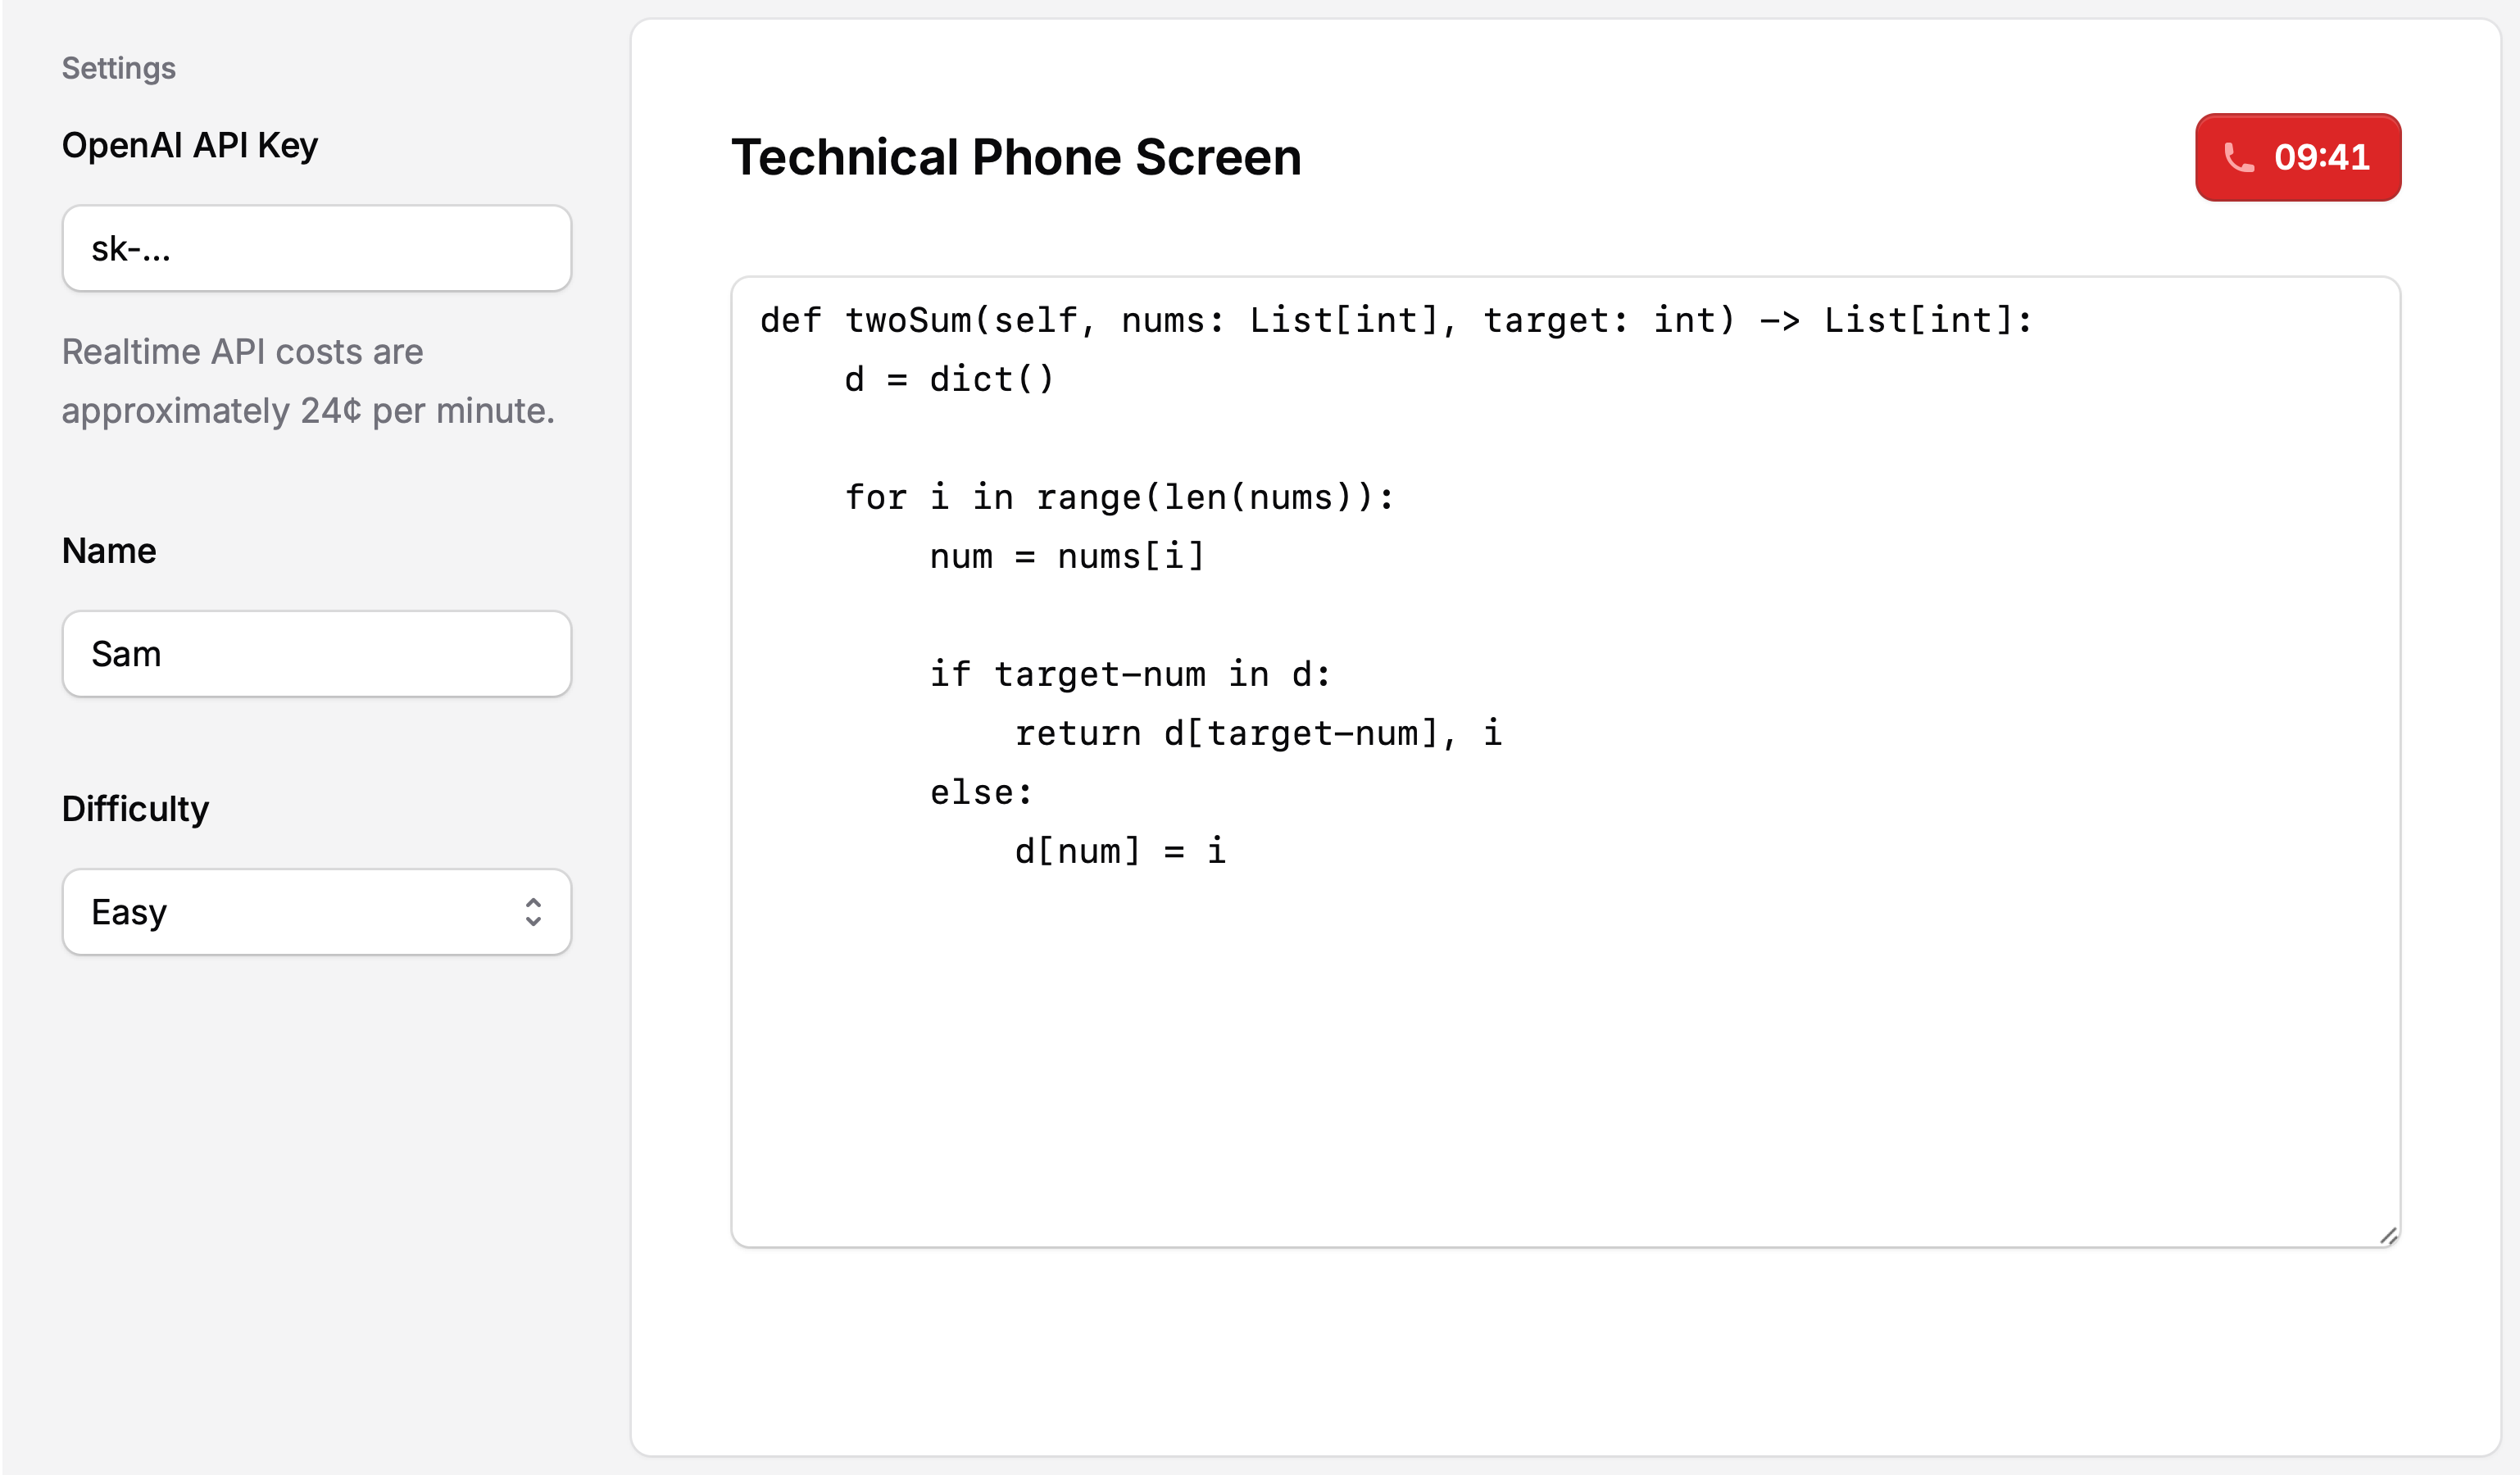 Settings
OpenAI API Key
sk-...
Realtime API costs are
approximately 24¢ per minute.
Name
Sam
Difficulty
Easy
Technical Phone Screen
09:41
def twoSum(self, nums: List[int], target: int) -> List[int]:
    d = dict()

    for i in range(len(nums)):
        num = nums[i]

        if target-num in d:
            return d[target-num], i
        else:
            d[num] = i